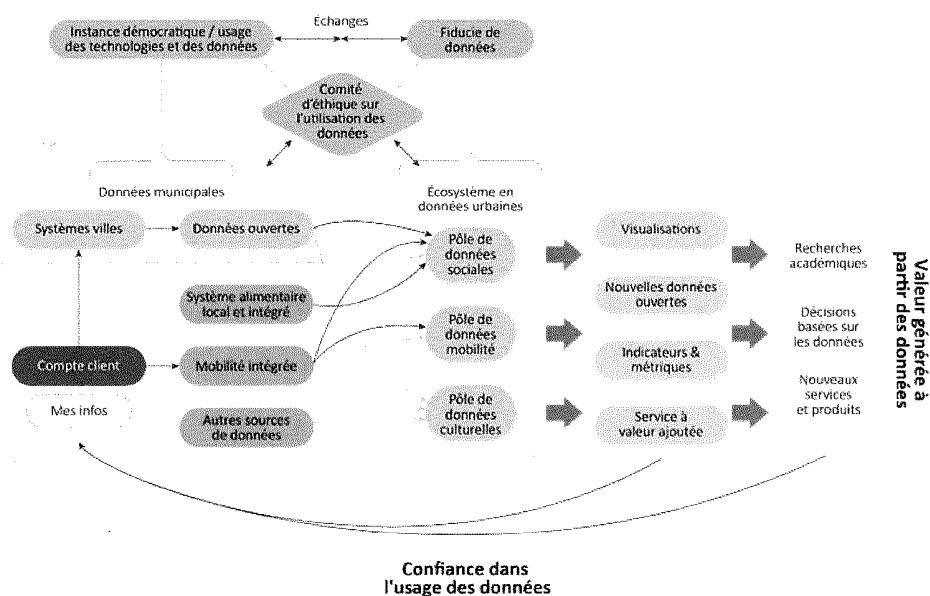 Échanges
Instance démocratique / usage
des technologies et des données
Fiducie de
données
Comité
d'éthique sur
l'utilisation des
données
Données municipales
Écosystème en
données urbaines
Systèmes villes
Données ouvertes
Pôle de
données
sociales
Visualisations
Recherches
académiques
Système alimentaire
local et intégré
Nouvelles données
ouvertes
Pôle de
données
mobilité
Décisions
basées sur
les données
Compte client
Mobilité intégrée
Indicateurs &
métriques
Mes infos
Autres sources
de données
Pôle de
données
culturelles
Service à
valeur ajoutée
Nouveaux
services
et produits
Valeur générée à
partir des données
Confiance dans
l'usage des données